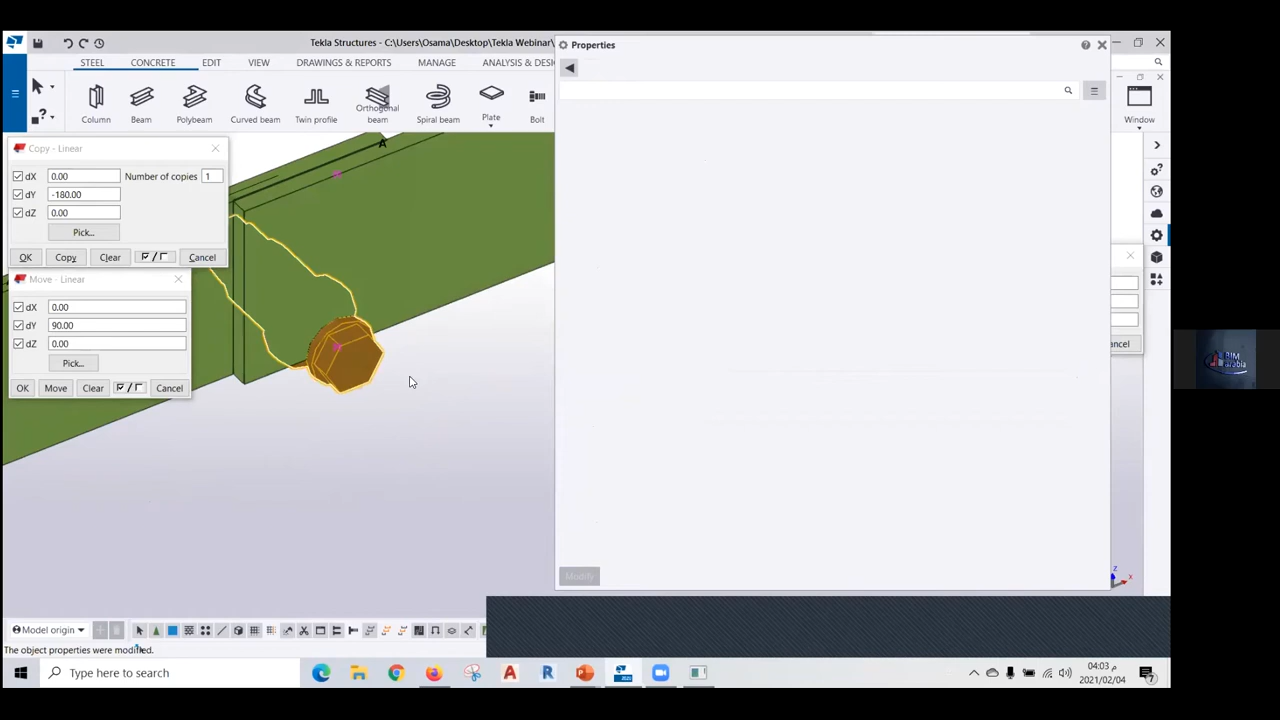 Tekla Structures - C:\Users\Osama\Desktop\Tekla Webinar\
Properties
STEEL
CONCRETE
EDIT
VIEW
DRAWINGS & REPORTS
MANAGE
ANALYSIS & DESI
Column
Beam
Polybeam
Curved beam
Twin profile
Orthogonal
beam
Spiral beam
Plate
Bolt
Window
A
Copy - Linear
dX 0.00 Number of copies 1
dY -180.00
dZ 0.00
Pick...
OK Copy Clear Cancel
Move - Linear
dX 0.00
dY 90.00
dZ 0.00
Pick...
OK Move Clear Cancel
ancel
Modify
z
x
BIM
arabia
Model origin
The object properties were modified.
Type here to search
04:03 م
2021/02/04
7